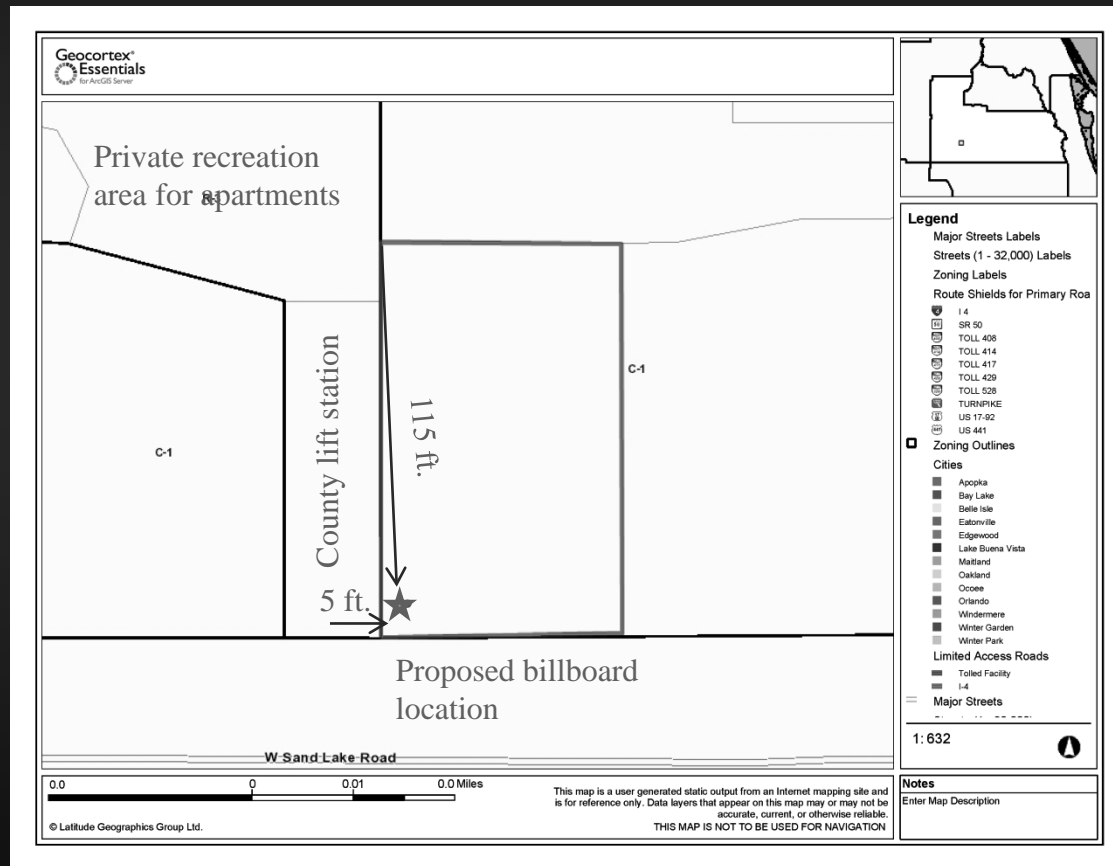 Geocortex®
Essentials
for ArcGIS Server
Private recreation
area for apartments
C-1
County lift station
115 ft.
C-1
5 ft.
Proposed billboard
location
W Sand Lake Road
Legend
Major Streets Labels
Streets (1 - 32,000) Labels
Zoning Labels
Route Shields for Primary Roa
I 4
SR 50
TOLL 408
TOLL 414
TOLL 417
TOLL 429
TOLL 528
TURNPIKE
US 17-92
US 441
Zoning Outlines
Cities
Apopka
Bay Lake
Belle Isle
Eatonville
Edgewood
Lake Buena Vista
Maitland
Oakland
Ocoee
Orlando
Windermere
Winter Garden
Winter Park
Limited Access Roads
Tolled Facility
I-4
Major Streets
1: 632
0.0 0 0.01 0.0 Miles
© Latitude Geographics Group Ltd.
This map is a user generated static output from an Internet mapping site and
is for reference only. Data layers that appear on this map may or may not be
accurate, current, or otherwise reliable.
THIS MAP IS NOT TO BE USED FOR NAVIGATION
Notes
Enter Map Description